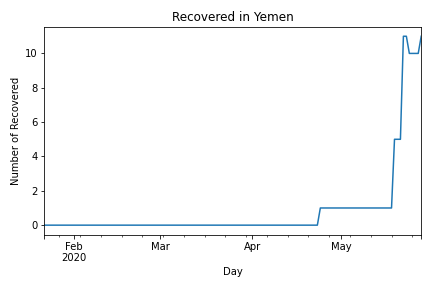 Recovered in Yemen
Number of Recovered
10
8
6
4
2
0
Feb
2020
Mar
Apr
May
Day